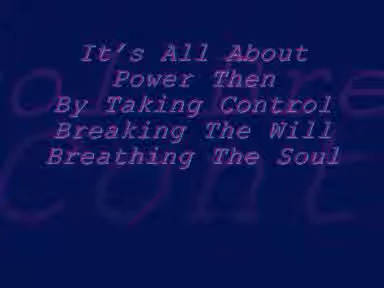 It's All About
Power Then
By Taking Control
Breaking The Will
Breathing The Soul